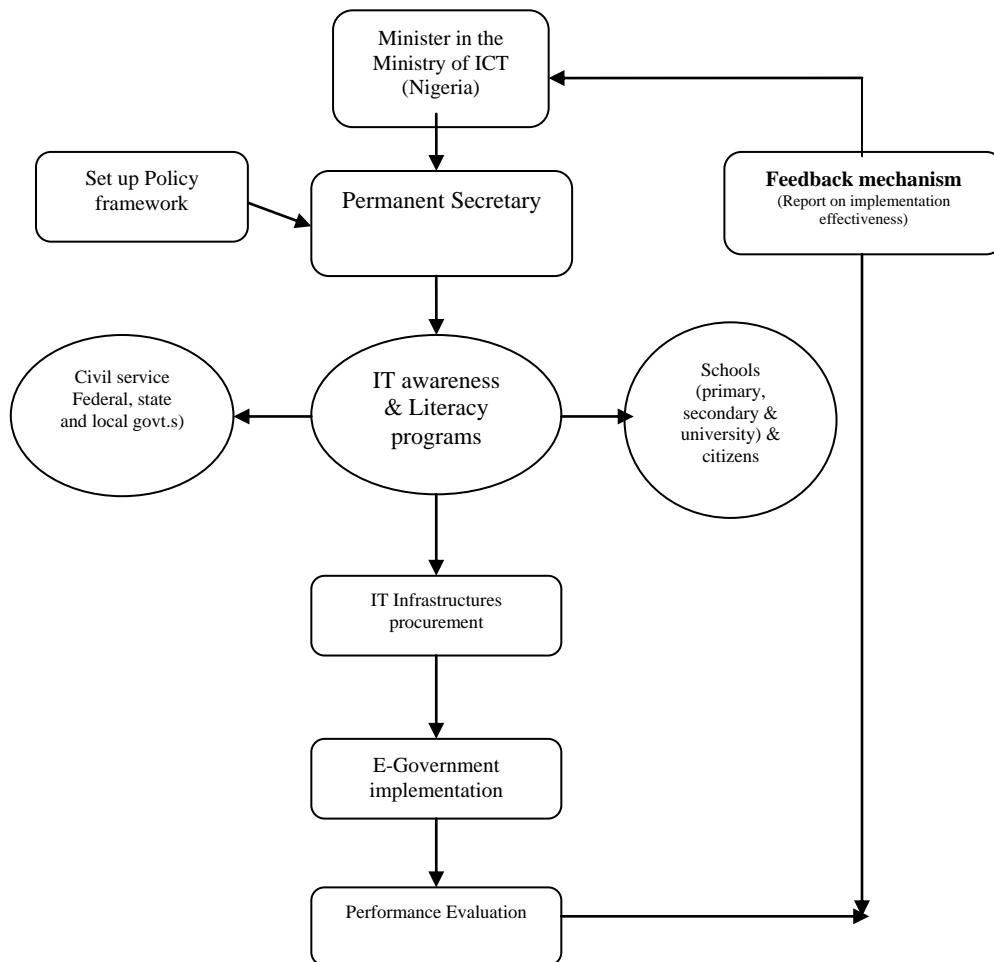 Minister in the
Ministry of ICT
(Nigeria)
Set up Policy
framework
Permanent Secretary
Feedback mechanism
(Report on implementation
effectiveness)
Civil service
Federal, state
and local govt.s)
IT awareness
& Literacy
programs
Schools
(primary,
secondary &
university) &
citizens
IT Infrastructures
procurement
E-Government
implementation
Performance Evaluation